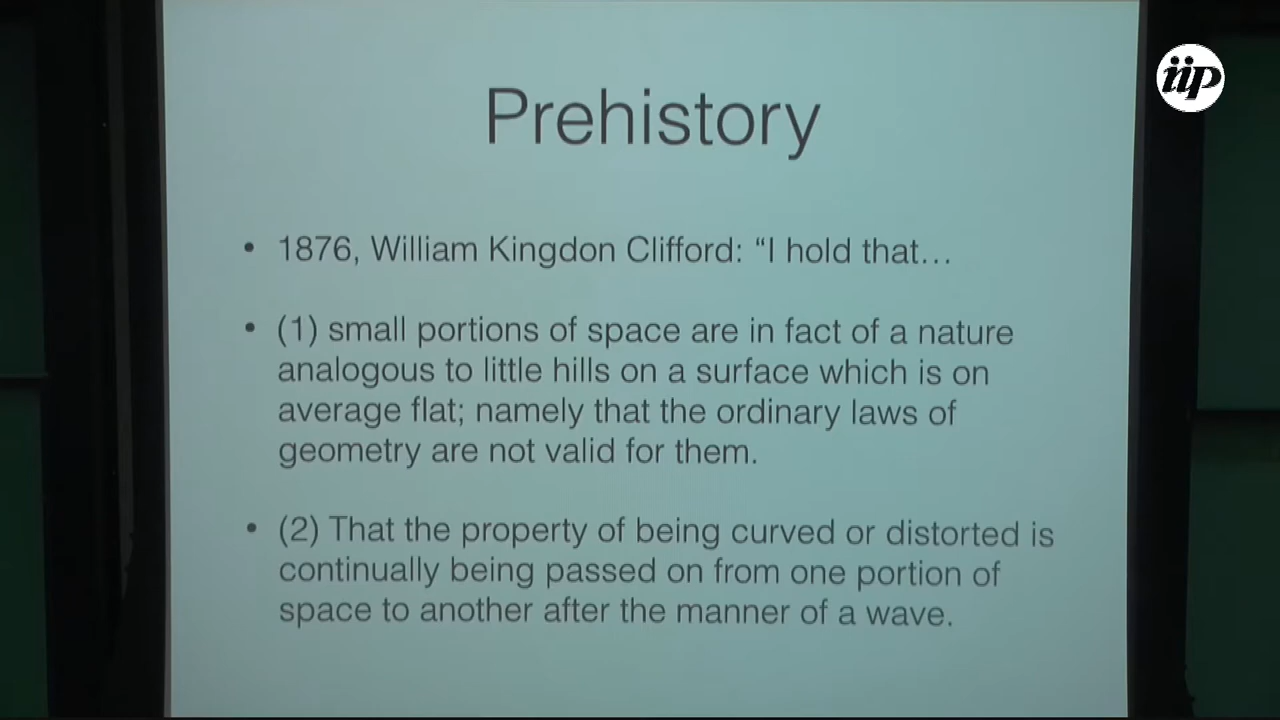 iip
Prehistory
• 1876, William Kingdon Clifford: “I hold that…
• (1) small portions of space are in fact of a nature
analogous to little hills on a surface which is on
average flat; namely that the ordinary laws of
geometry are not valid for them.
• (2) That the property of being curved or distorted is
continually being passed on from one portion of
space to another after the manner of a wave.